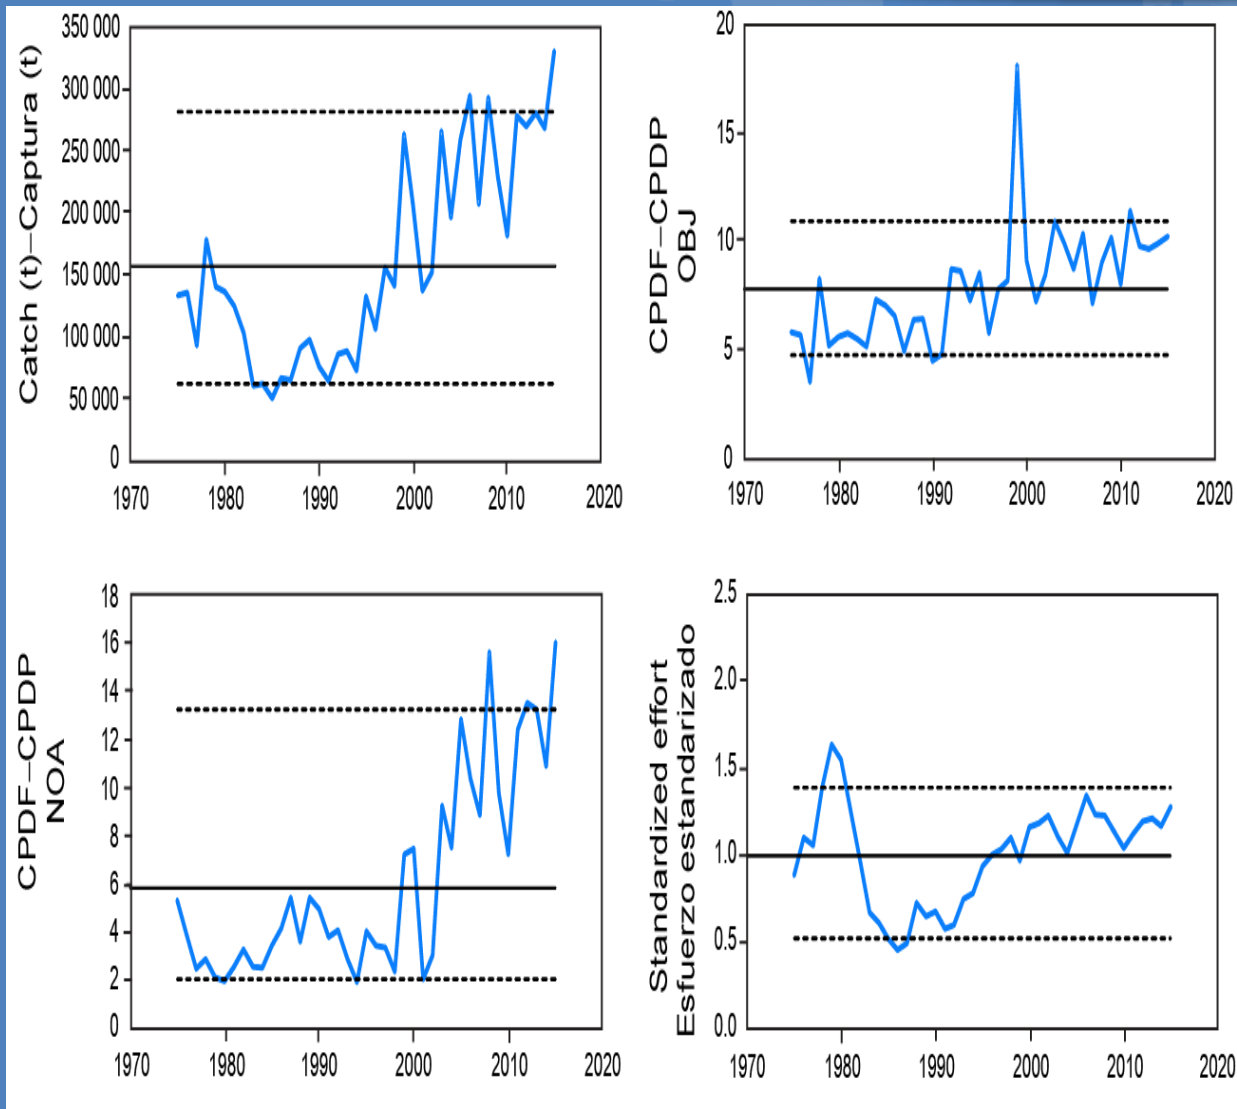 Catch (t)–Captura (t)
350 000
300 000
250 000
200 000
150 000
100 000
50 000
0
1970 1980 1990 2000 2010 2020
CPDF–CPDP
OBJ
20
15
10
5
0
1970 1980 1990 2000 2010 2020
CPDF–CPDP
NOA
18
16
14
12
10
8
6
4
2
0
1970 1980 1990 2000 2010 2020
Standardized effort
Esfuerzo estandarizado
2.5
2.0
1.5
1.0
0.5
0.0
1970 1980 1990 2000 2010 2020